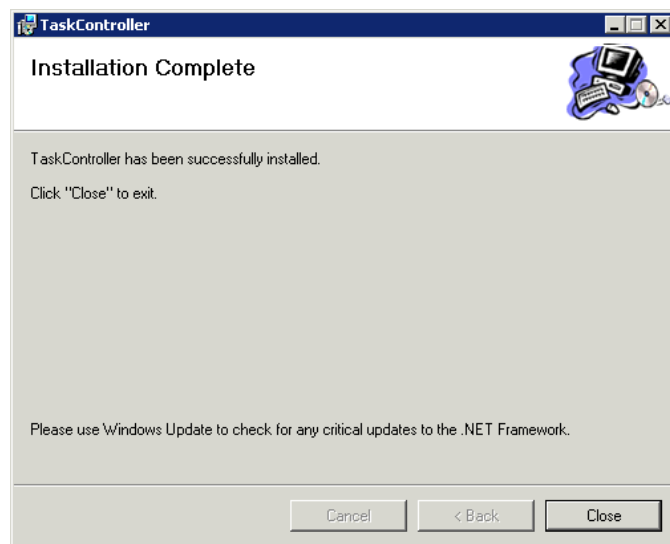 TaskController
Installation Complete
TaskController has been successfully installed.
Click "Close" to exit.
Please use Windows Update to check for any critical updates to the .NET Framework.
Cancel
< Back
Close